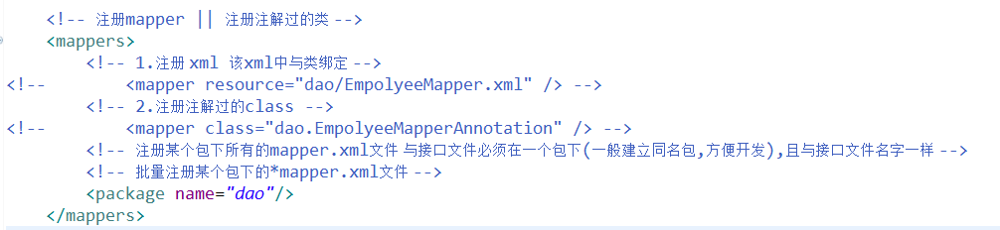 <!-- 注册mapper || 注册注解过的类 -->
<mappers>
<!-- 1.注册 xml 该xml中与类绑定 -->
<!-- <mapper resource="dao/EmpolyeeMapper.xml" /> -->
<!-- 2.注册注解过的class -->
<!-- <mapper class="dao.EmpolyeeMapperAnnotation" /> -->
<!-- 注册某个包下所有的mapper.xml文件 与接口文件必须在一个包下(一般建立同名包,方便开发),且与接口文件名字一样 -->
<!-- 批量注册某个包下的*mapper.xml文件 -->
<package name="dao"/>
</mappers>